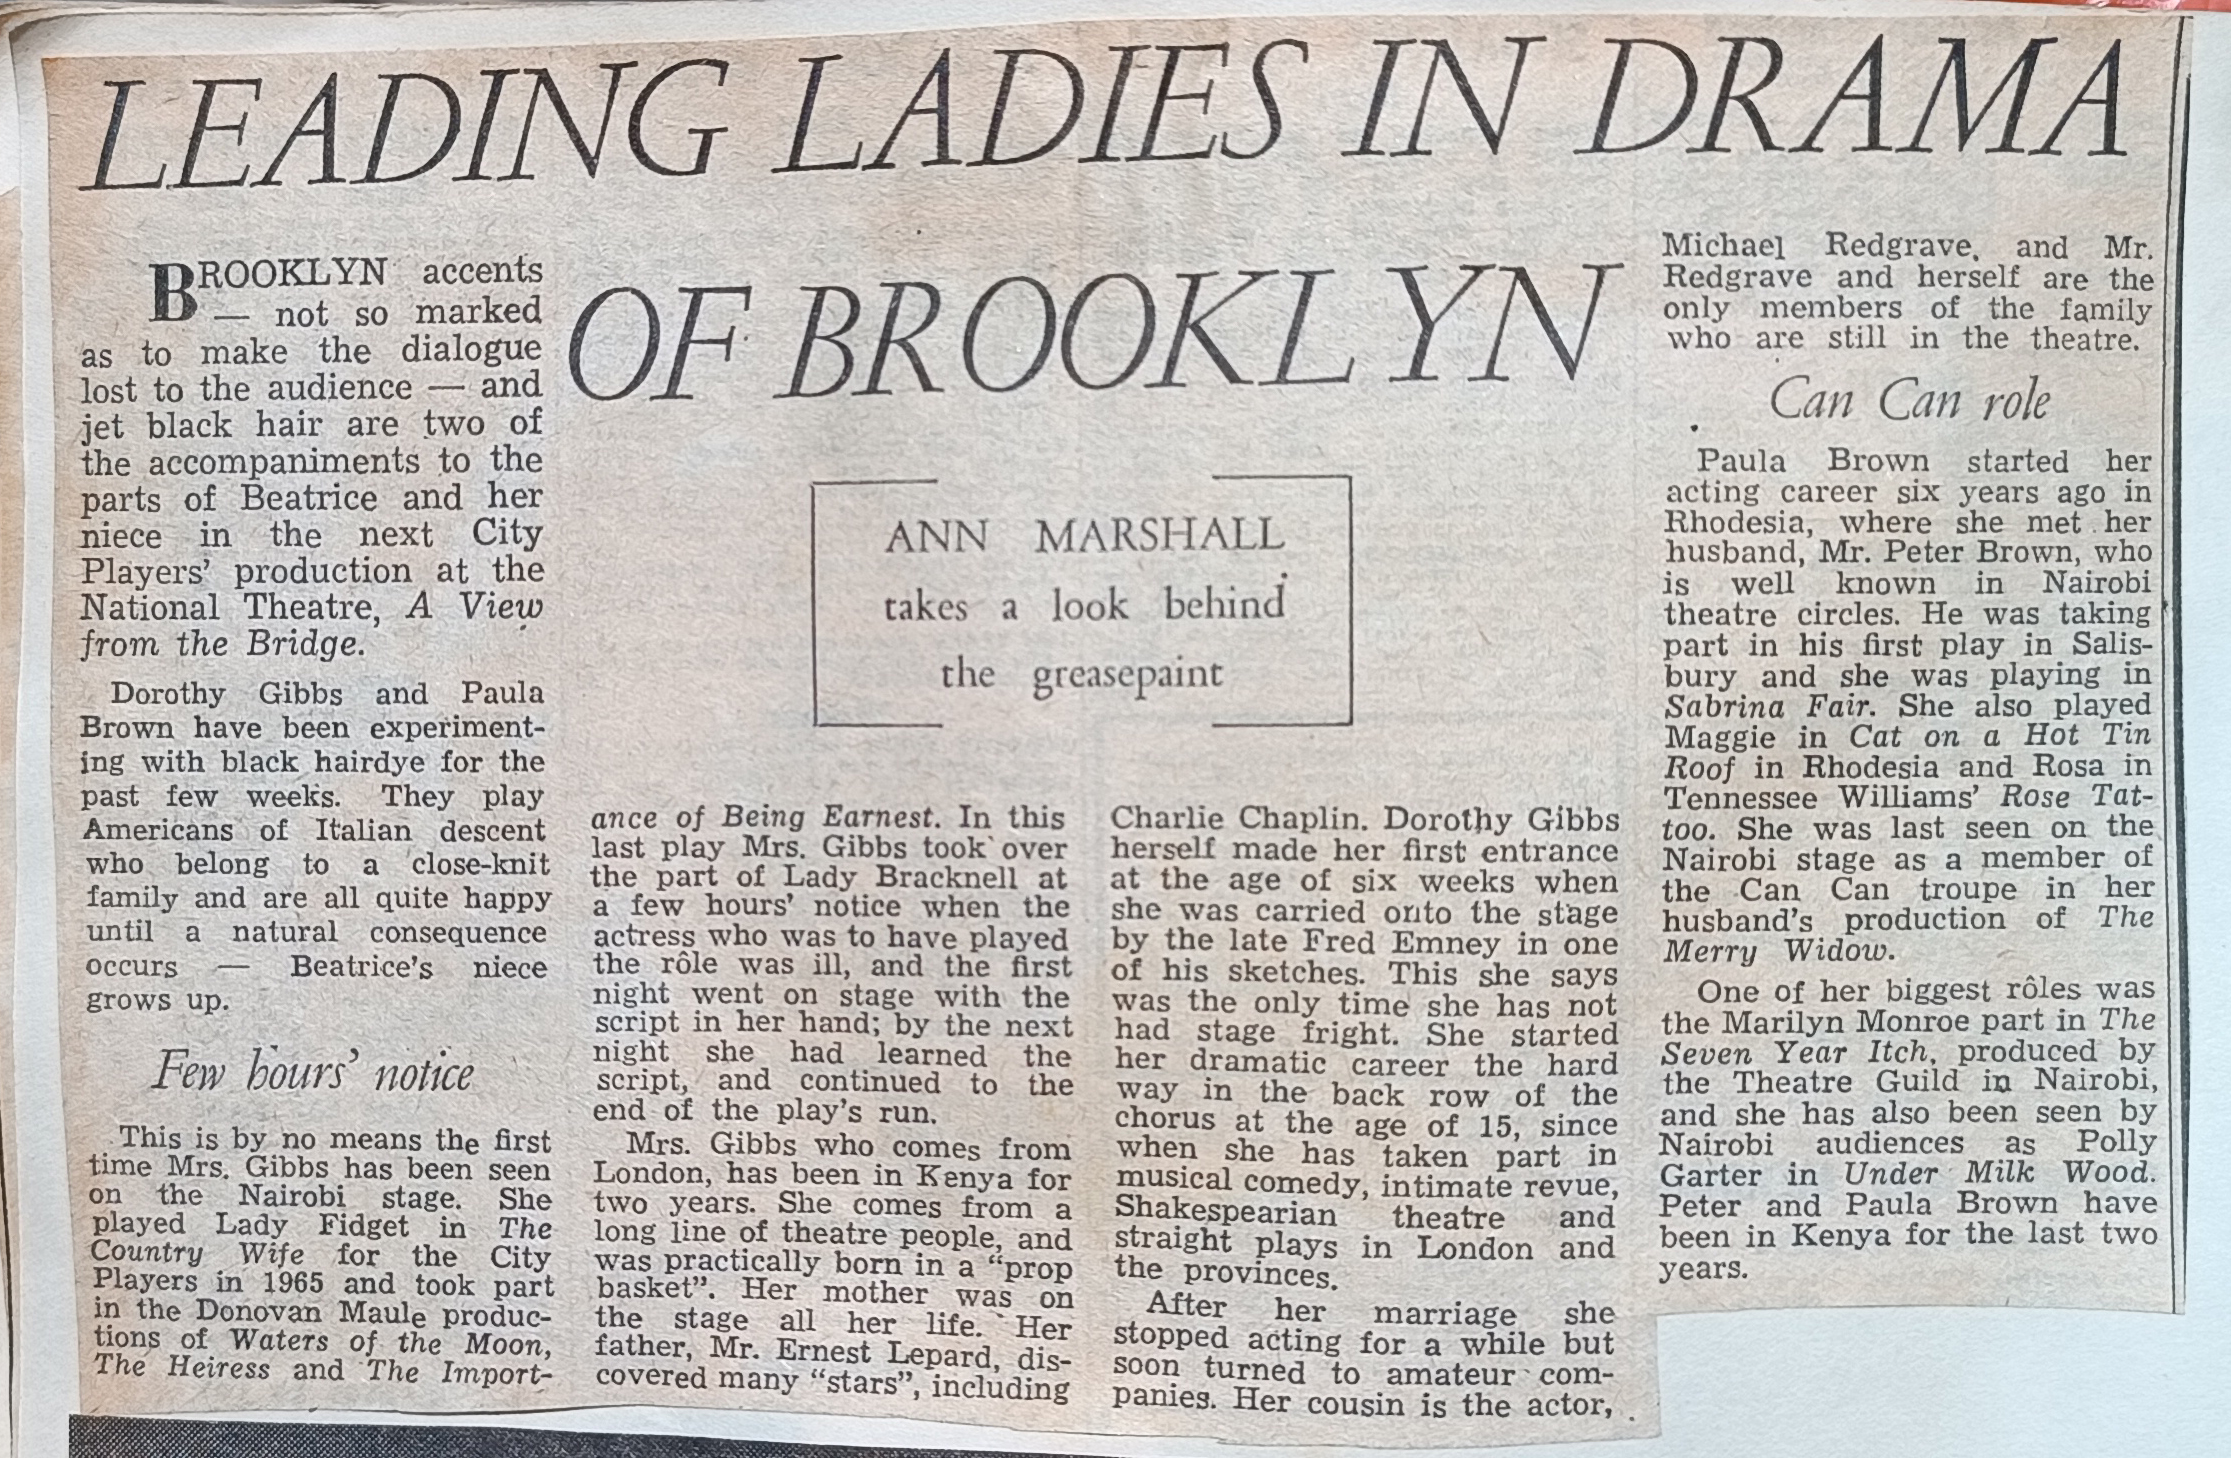 LEADING LADIES IN DRAMA
OF BROOKLYN
ANN MARSHALL
takes a look behind
the greasepaint
BROOKLYN accents
— not so marked
as to make the dialogue
lost to the audience — and
jet black hair are two of
the accompaniments to the
parts of Beatrice and her
niece in the next City
Players' production at the
National Theatre, A View
from the Bridge.
Dorothy Gibbs and Paula
Brown have been experiment-
ing with black hairdye for the
past few weeks. They play
Americans of Italian descent
who belong to a close-knit
family and are all quite happy
until a natural consequence
occurs — Beatrice's niece
grows up.
Few hours' notice
This is by no means the first
time Mrs. Gibbs has been seen
on the Nairobi stage. She
played Lady Fidget in The
Country Wife for the City
Players in 1965 and took part
in the Donovan Maule produc-
tions of Waters of the Moon,
The Heiress and The Import-
ance of Being Earnest. In this
last play Mrs. Gibbs took over
the part of Lady Bracknell at
a few hours' notice when the
actress who was to have played
the rôle was ill, and the first
night went on stage with the
script in her hand; by the next
night she had learned the
script, and continued to the
end of the play's run.
Mrs. Gibbs who comes from
London, has been in Kenya for
two years. She comes from a
long line of theatre people, and
was practically born in a "prop
basket". Her mother was on
the stage all her life. Her
father, Mr. Ernest Lepard, dis-
covered many "stars", including
Charlie Chaplin. Dorothy Gibbs
herself made her first entrance
at the age of six weeks when
she was carried onto the stage
by the late Fred Emney in one
of his sketches. This she says
was the only time she has not
had stage fright. She started
her dramatic career the hard
way in the back row of the
chorus at the age of 15, since
when she has taken part in
musical comedy, intimate revue,
Shakespearian theatre and
straight plays in London and
the provinces.
After her marriage she
stopped acting for a while but
soon turned to amateur com-
panies. Her cousin is the actor,
Michael Redgrave, and Mr.
Redgrave and herself are the
only members of the family
who are still in the theatre.
Can Can role
Paula Brown started her
acting career six years ago in
Rhodesia, where she met her
husband, Mr. Peter Brown, who
is well known in Nairobi
theatre circles. He was taking
part in his first play in Salis-
bury and she was playing in
Sabrina Fair. She also played
Maggie in Cat on a Hot Tin
Roof in Rhodesia and Rosa in
Tennessee Williams' Rose Tat-
too. She was last seen on the
Nairobi stage as a member of
the Can Can troupe in her
husband's production of The
Merry Widow.
One of her biggest rôles was
the Marilyn Monroe part in The
Seven Year Itch, produced by
the Theatre Guild in Nairobi,
and she has also been seen by
Nairobi audiences as Polly
Garter in Under Milk Wood.
Peter and Paula Brown have
been in Kenya for the last two
years.